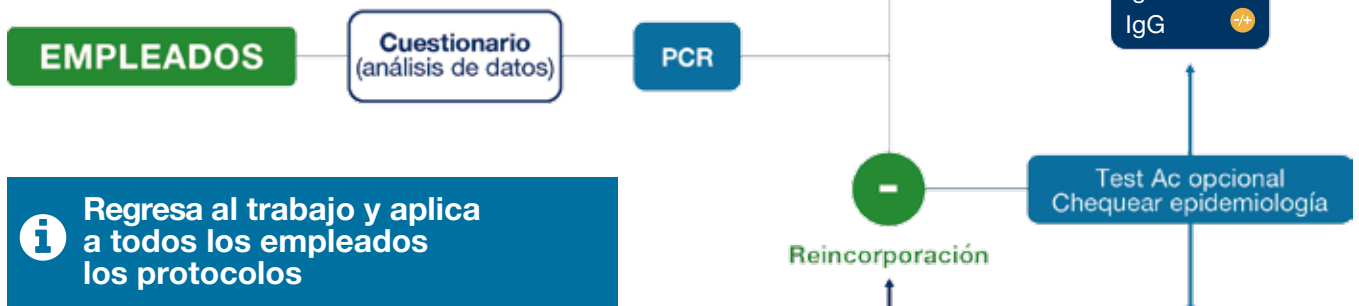 IgG -/+
EMPLEADOS
Cuestionario
(análisis de datos)
PCR
-
Test Ac opcional
Chequear epidemiología
Reincorporación
Regresa al trabajo y aplica
a todos los empleados
los protocolos